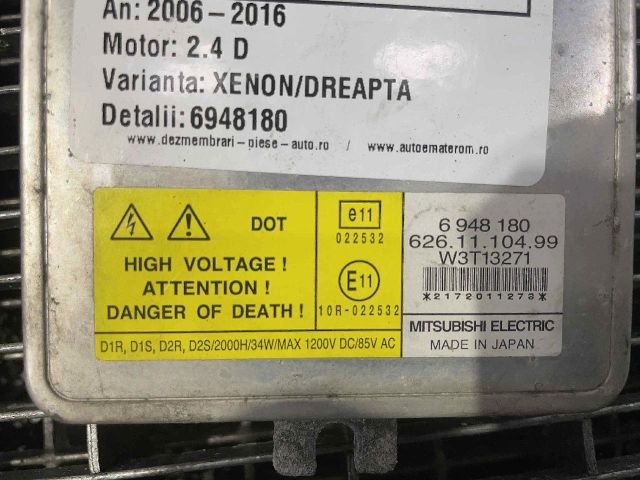 An: 2006-2016
Motor: 2.4 D
Varianta: XENON/DREAPTA
Detalii: 6948180
www.dezmembrari-piese-auto.ro / www.autoematerom.ro
DOT
HIGH VOLTAGE !
ATTENTION !
DANGER OF DEATH !
e11
022532
E11
10R-022532
D1R, D1S, D2R, D2S/2000H/34W/MAX 1200V DC/85V AC
6 948 180
626.11.104.99
W3T13271
*2172011273*
MITSUBISHI ELECTRIC
MADE IN JAPAN